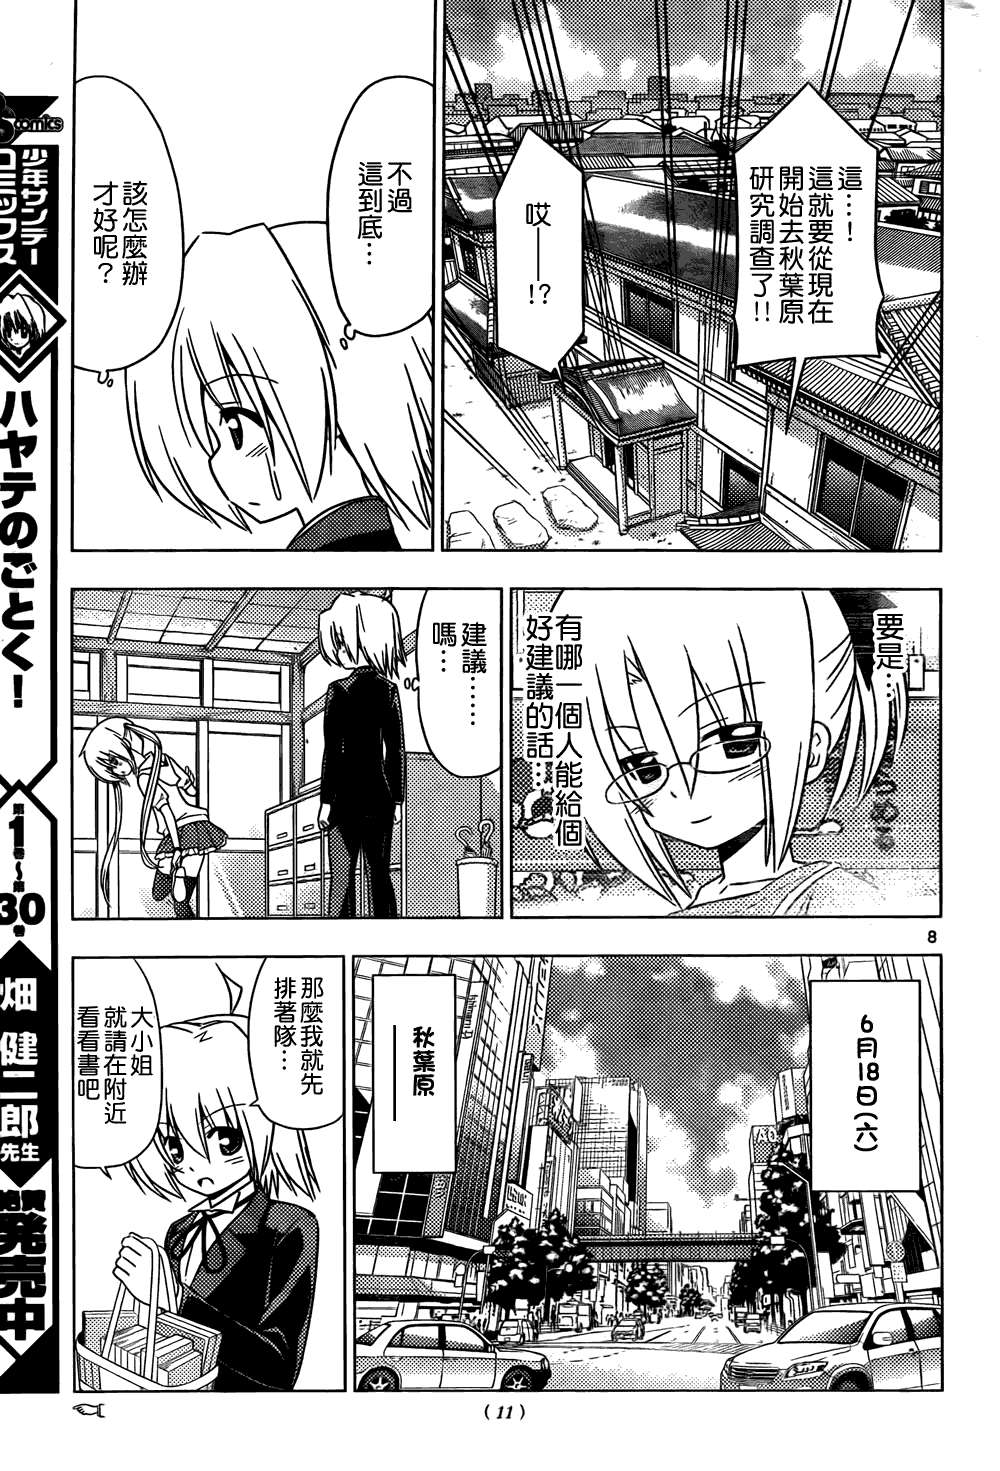 這…！
這就要從現在
開始去秋葉原
研究調查了!!
哎——!?
不過
這到底…
該怎麼辦
才好呢？
要是…
有哪一個人能給個
好建議的話…
建議……
嗎…
8
6月18日(六)
秋葉原——
那麼我就先
排著隊…
大小姐
就請在附近
看看書吧
(11)
comics
少年サンデー
コミックス
ハヤテのごとく！
第1巻～第30巻
畑健二郎先生
絶賛
発売中